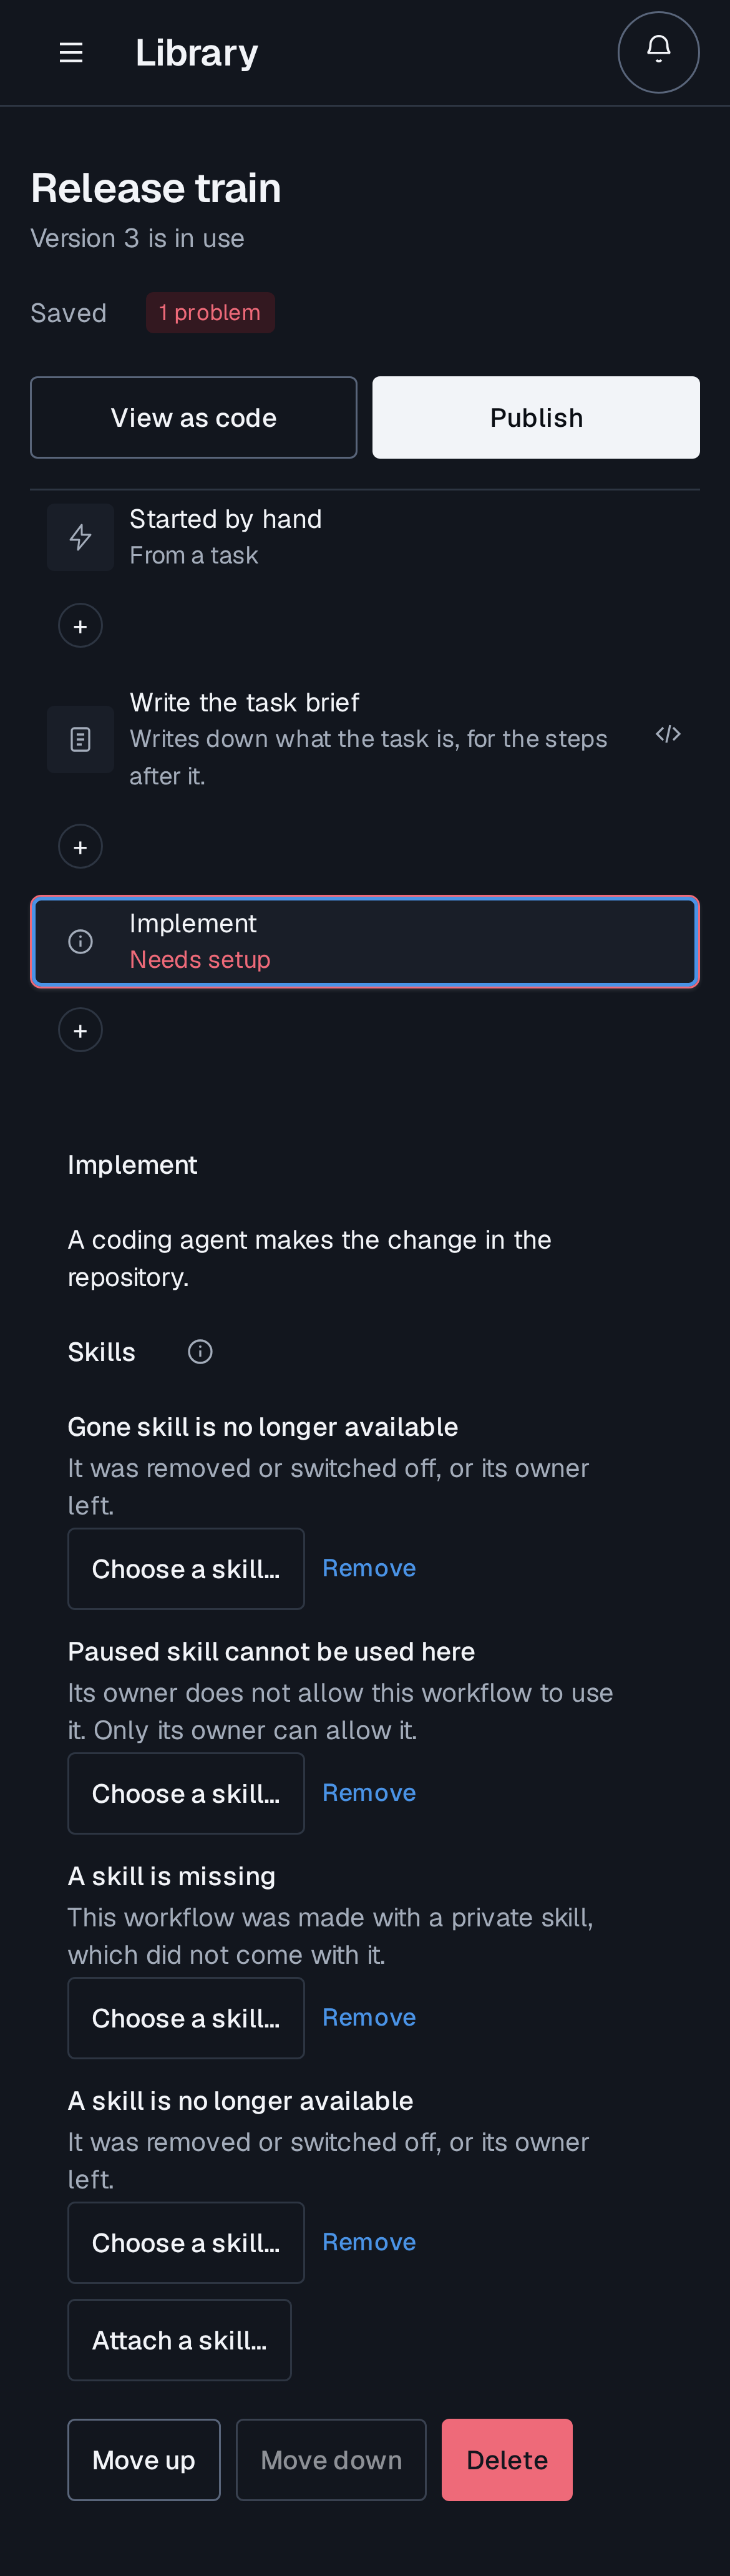 Library
Release train
Version 3 is in use
Saved
1 problem
View as code
Publish
Started by hand
From a task
+
Write the task brief
Writes down what the task is, for the steps
after it.
+
Implement
Needs setup
+
Implement
A coding agent makes the change in the
repository.
Skills
Gone skill is no longer available
It was removed or switched off, or its owner
left.
Choose a skill...
Remove
Paused skill cannot be used here
Its owner does not allow this workflow to use
it. Only its owner can allow it.
Choose a skill...
Remove
A skill is missing
This workflow was made with a private skill,
which did not come with it.
Choose a skill...
Remove
A skill is no longer available
It was removed or switched off, or its owner
left.
Choose a skill...
Remove
Attach a skill...
Move up
Move down
Delete